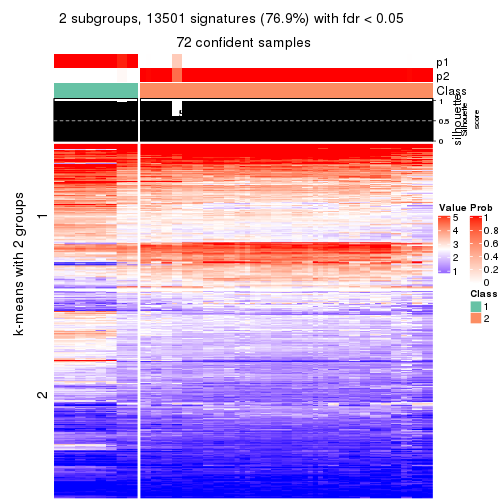 2 subgroups, 13501 signatures (76.9%) with fdr < 0.05
72 confident samples
p1
p2
Class
1
0.5
0
silhouette
Silhouette
score
k-means with 2 groups
1
2
Value
5
4
3
2
1
Prob
1
0.8
0.6
0.4
0.2
0
Class
1
2